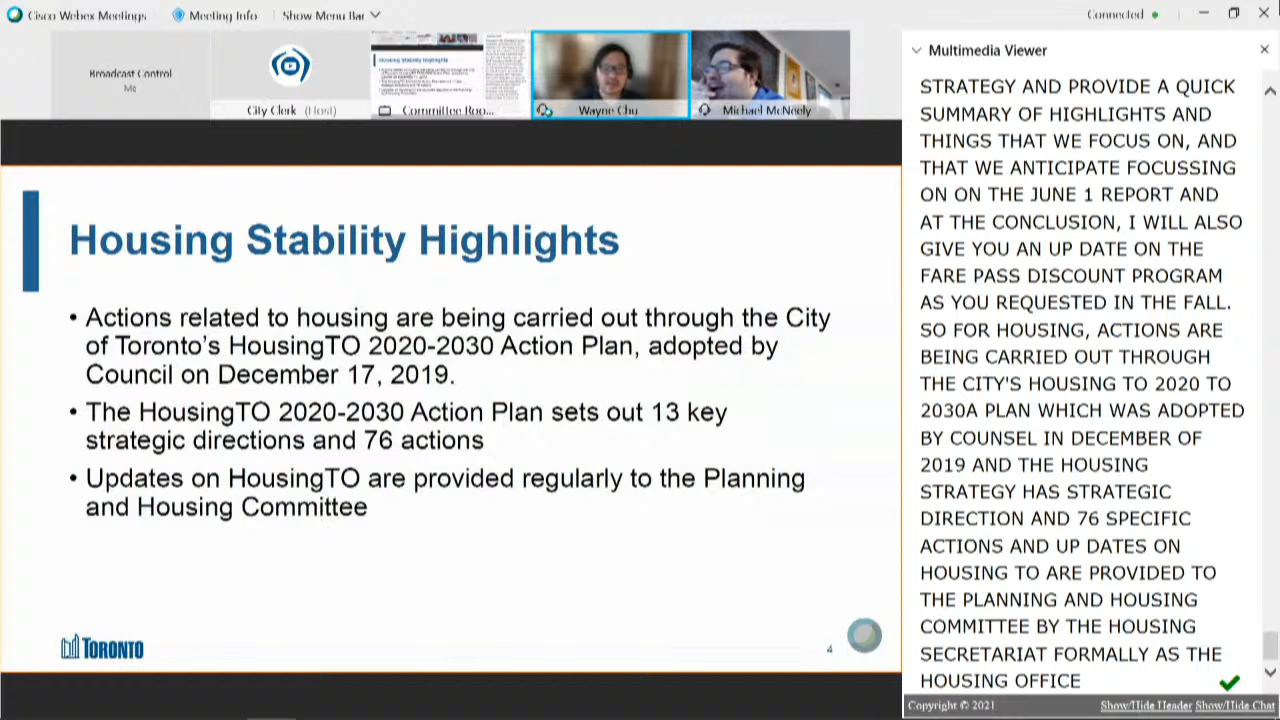 Cisco Webex Meetings
Meeting Info
Show Menu Bar
Connected
Broadcast Control
Mc
City Clerk (Host)
Housing Stability Highlights
Committee Roo...
Wayne Chu
Michael McNeely
Housing Stability Highlights
• Actions related to housing are being carried out through the City
of Toronto's HousingTO 2020-2030 Action Plan, adopted by
Council on December 17, 2019.
• The HousingTO 2020-2030 Action Plan sets out 13 key
strategic directions and 76 actions
• Updates on HousingTO are provided regularly to the Planning
and Housing Committee
TORONTO
4
Multimedia Viewer
STRATEGY AND PROVIDE A QUICK
SUMMARY OF HIGHLIGHTS AND
THINGS THAT WE FOCUS ON, AND
THAT WE ANTICIPATE FOCUSSING
ON ON THE JUNE 1 REPORT AND
AT THE CONCLUSION, I WILL ALSO
GIVE YOU AN UP DATE ON THE
FARE PASS DISCOUNT PROGRAM
AS YOU REQUESTED IN THE FALL.
SO FOR HOUSING, ACTIONS ARE
BEING CARRIED OUT THROUGH
THE CITY'S HOUSING TO 2020 TO
2030A PLAN WHICH WAS ADOPTED
BY COUNSEL IN DECEMBER OF
2019 AND THE HOUSING
STRATEGY HAS STRATEGIC
DIRECTION AND 76 SPECIFIC
ACTIONS AND UP DATES ON
HOUSING TO ARE PROVIDED TO
THE PLANNING AND HOUSING
COMMITTEE BY THE HOUSING
SECRETARIAT FORMALLY AS THE
HOUSING OFFICE
Copyright © 2021
Show/Hide Header Show/Hide Chat